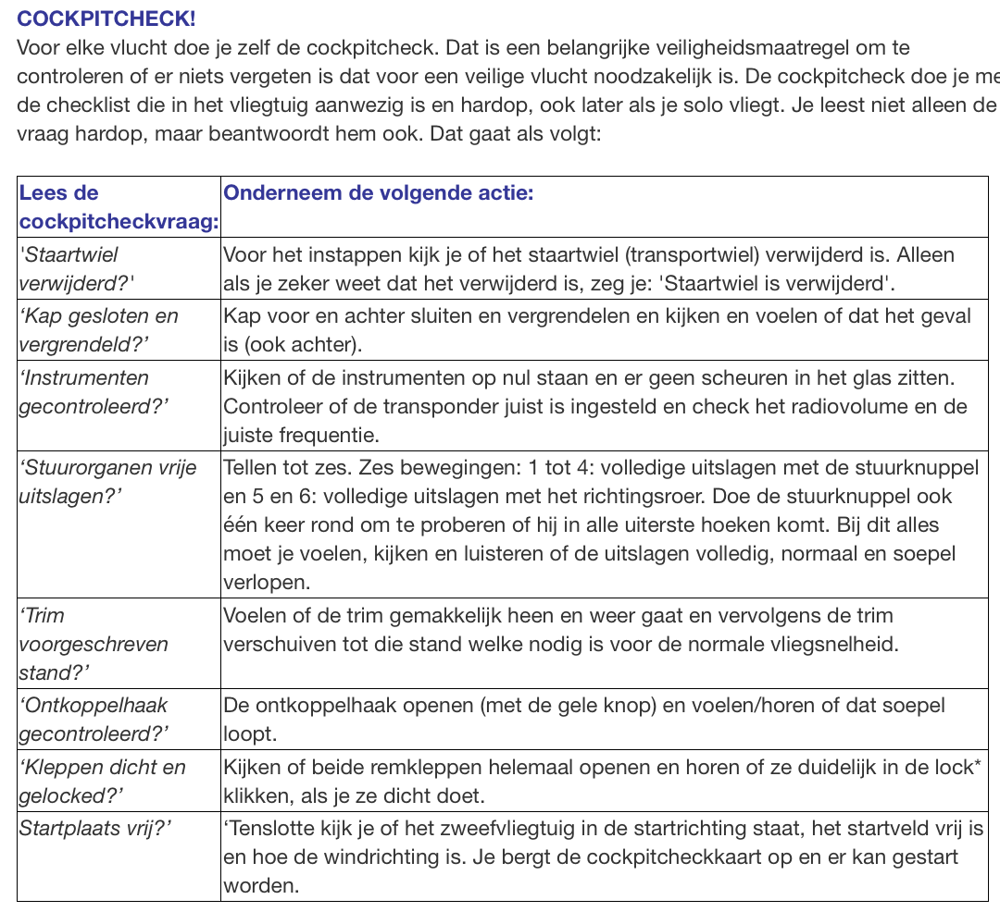 COCKPITCHECK!
Voor elke vlucht doe je zelf de cockpitcheck. Dat is een belangrijke veiligheidsmaatregel om te
controleren of er niets vergeten is dat voor een veilige vlucht noodzakelijk is. De cockpitcheck doe je me
de checklist die in het vliegtuig aanwezig is en hardop, ook later als je solo vliegt. Je leest niet alleen de
vraag hardop, maar beantwoordt hem ook. Dat gaat als volgt:
Lees de
cockpitcheckvraag:
Onderneem de volgende actie:
'Staartwiel
verwijderd?'
Voor het instappen kijk je of het staartwiel (transportwiel) verwijderd is. Alleen
als je zeker weet dat het verwijderd is, zeg je: 'Staartwiel is verwijderd'.
‘Kap gesloten en
vergrendeld?’
Kap voor en achter sluiten en vergrendelen en kijken en voelen of dat het geval
is (ook achter).
‘Instrumenten
gecontroleerd?’
Kijken of de instrumenten op nul staan en er geen scheuren in het glas zitten.
Controleer of de transponder juist is ingesteld en check het radiovolume en de
juiste frequentie.
‘Stuurorganen vrije
uitslagen?’
Tellen tot zes. Zes bewegingen: 1 tot 4: volledige uitslagen met de stuurknuppel
en 5 en 6: volledige uitslagen met het richtingsroer. Doe de stuurknuppel ook
één keer rond om te proberen of hij in alle uiterste hoeken komt. Bij dit alles
moet je voelen, kijken en luisteren of de uitslagen volledig, normaal en soepel
verlopen.
‘Trim
voorgeschreven
stand?’
Voelen of de trim gemakkelijk heen en weer gaat en vervolgens de trim
verschuiven tot die stand welke nodig is voor de normale vliegsnelheid.
‘Ontkoppelhaak
gecontroleerd?’
De ontkoppelhaak openen (met de gele knop) en voelen/horen of dat soepel
loopt.
‘Kleppen dicht en
gelocked?’
Kijken of beide remkleppen helemaal openen en horen of ze duidelijk in de lock*
klikken, als je ze dicht doet.
Startplaats vrij?’
‘Tenslotte kijk je of het zweefvliegtuig in de startrichting staat, het startveld vrij is
en hoe de windrichting is. Je bergt de cockpitcheckkaart op en er kan gestart
worden.